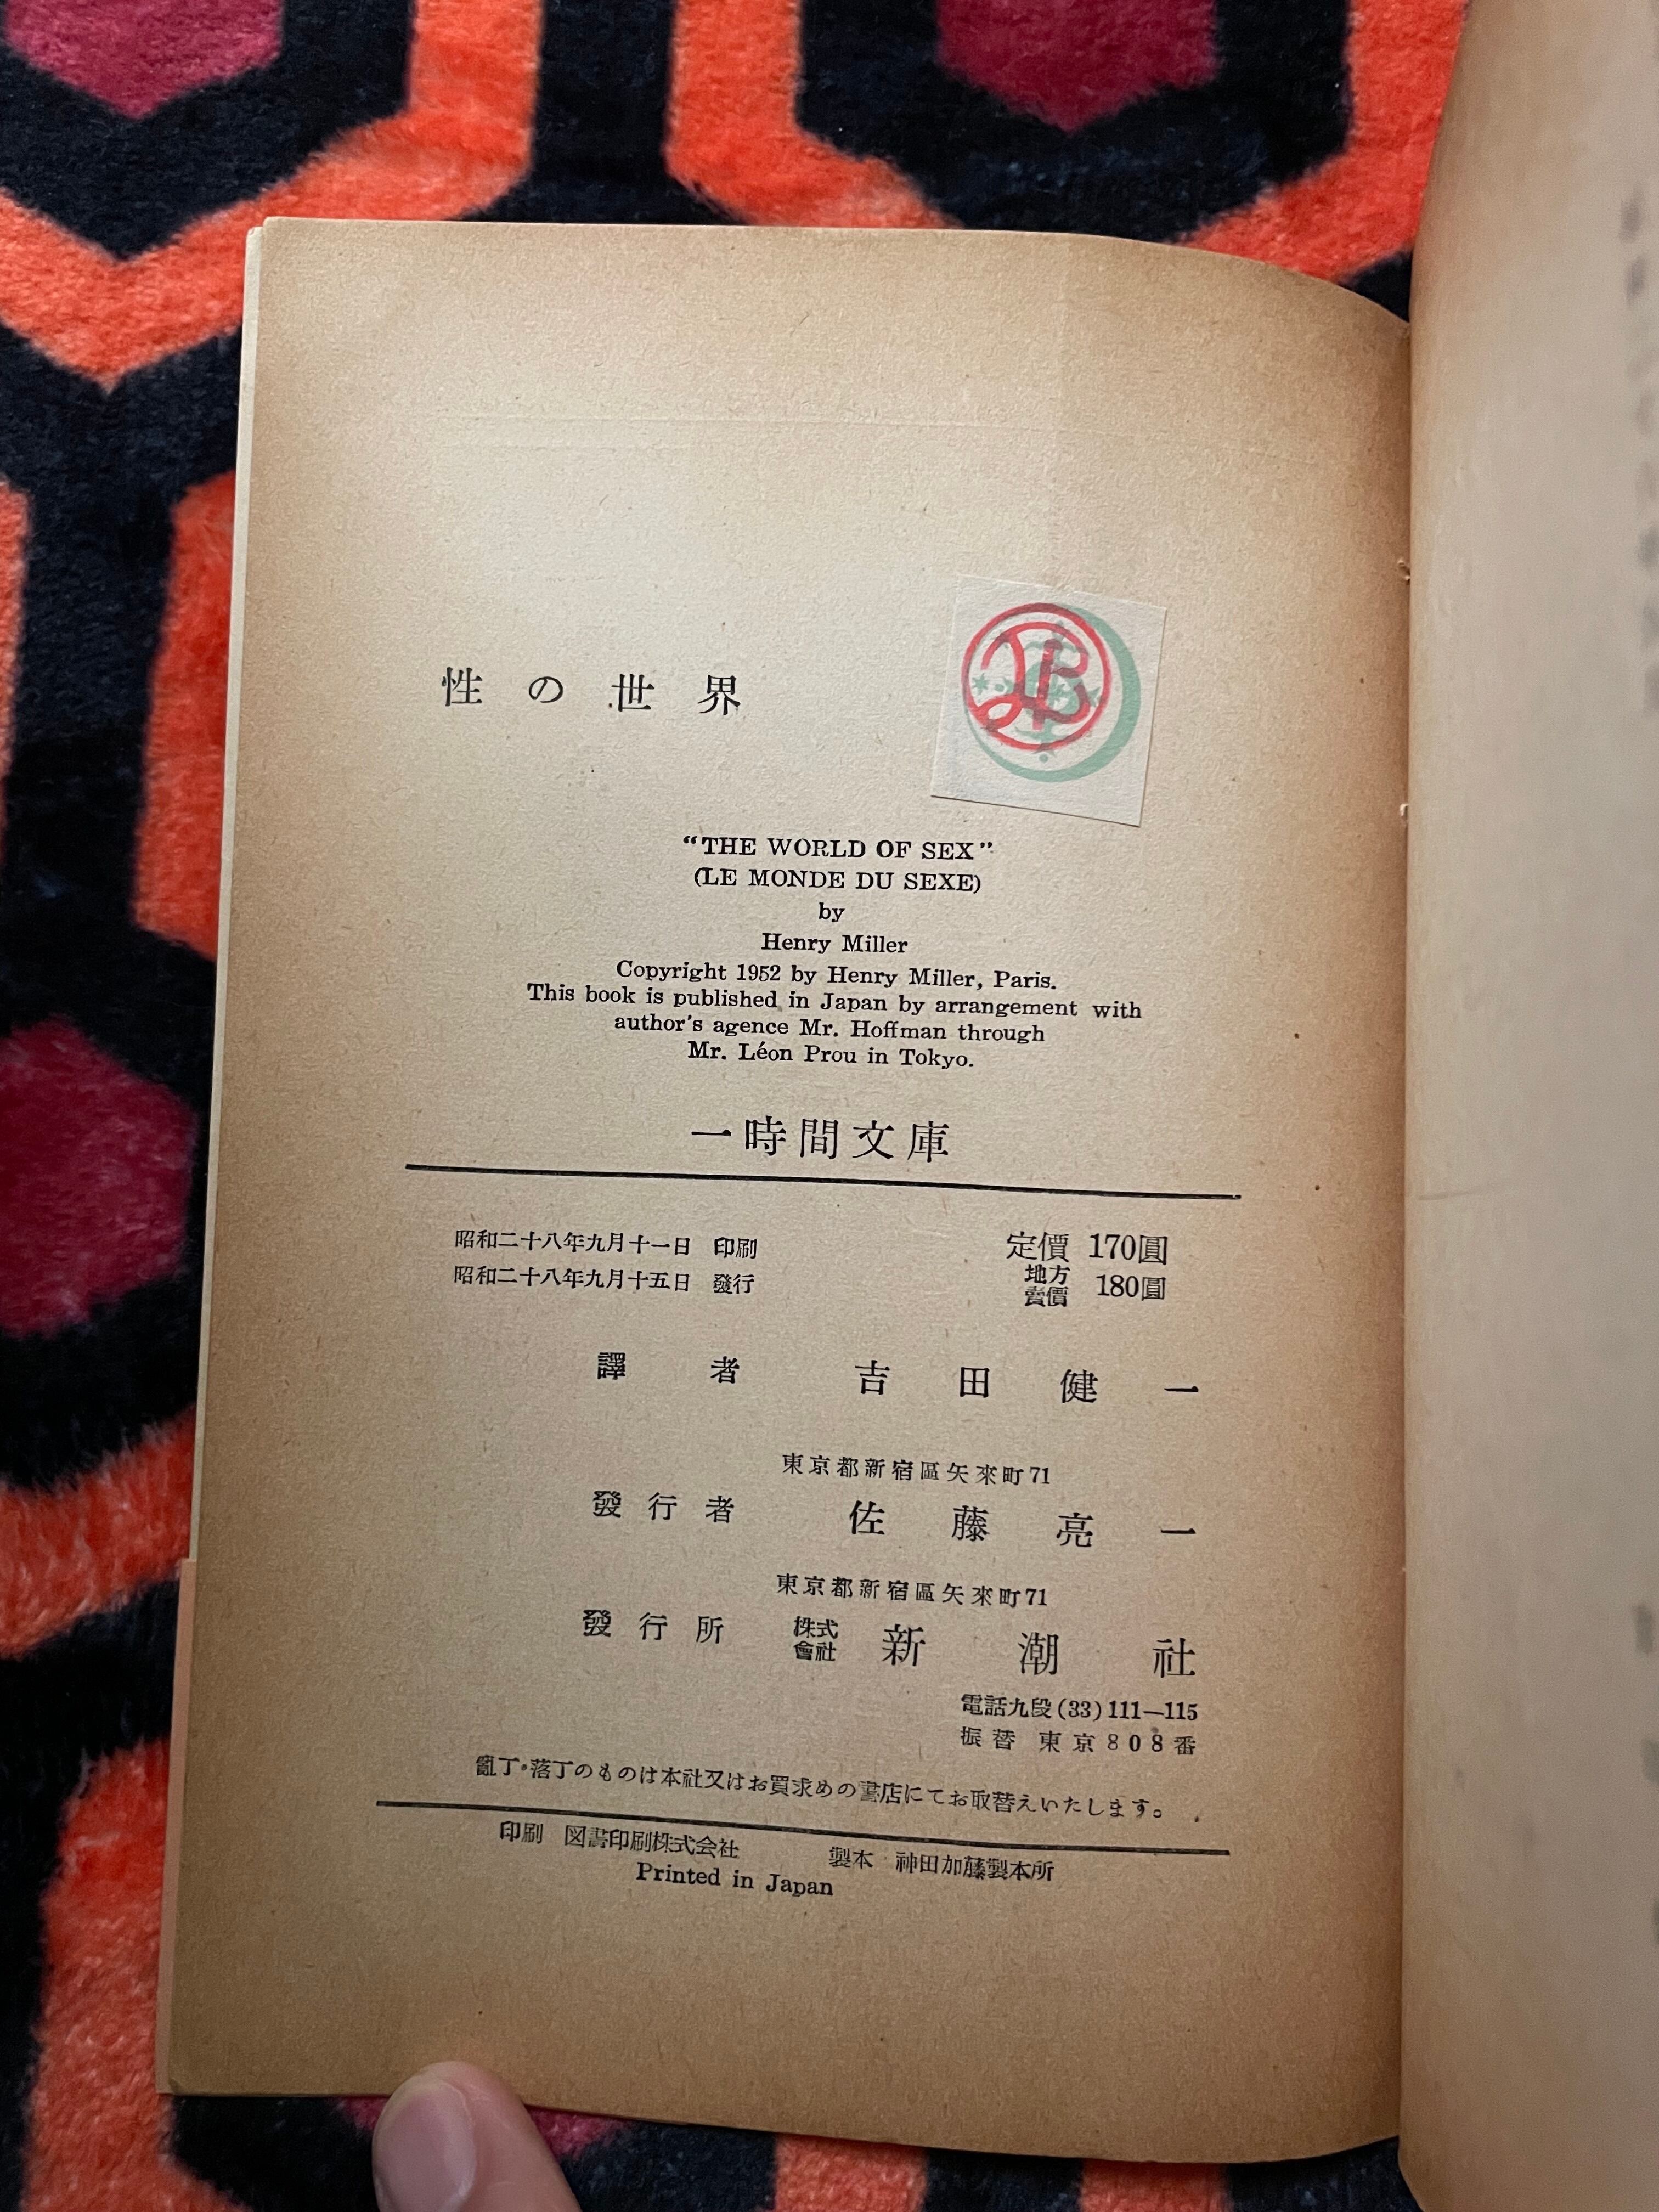 性の世界
“THE WORLD OF SEX”
(LE MONDE DU SEXE)
by
Henry Miller
Copyright 1952 by Henry Miller, Paris.
This book is published in Japan by arrangement with
author's agence Mr. Hoffman through
Mr. Léon Prou in Tokyo.
一時間文庫
昭和二十八年九月十一日 印刷
昭和二十八年九月十五日 發行
定價 170圓
地方賣價 180圓
譯者 吉田健一
東京都新宿區矢來町71
發行者 佐藤亮一
東京都新宿區矢來町71
發行所 株式會社 新潮社
電話九段(33)111—115
振替 東京808番
亂丁・落丁のものは本社又はお買求めの書店にてお取替えいたします。
印刷 図書印刷株式会社 製本 神田加藤製本所
Printed in Japan